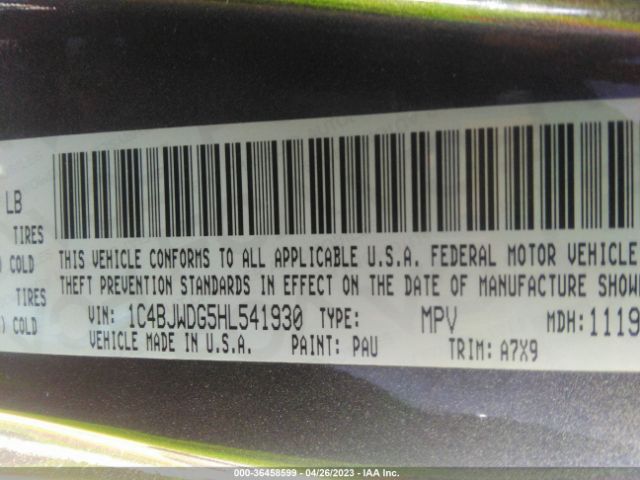 LB
TIRES
) COLD
TIRES
) COLD
THIS VEHICLE CONFORMS TO ALL APPLICABLE U.S.A. FEDERAL MOTOR VEHICLE
THEFT PREVENTION STANDARDS IN EFFECT ON THE DATE OF MANUFACTURE SHOW
VIN: 1C4BJWDG5HL541930 TYPE: MPV MDH: 1119
VEHICLE MADE IN U.S.A. PAINT: PAU TRIM: A7X9
000-36458599 - 04/26/2023 - IAA Inc.